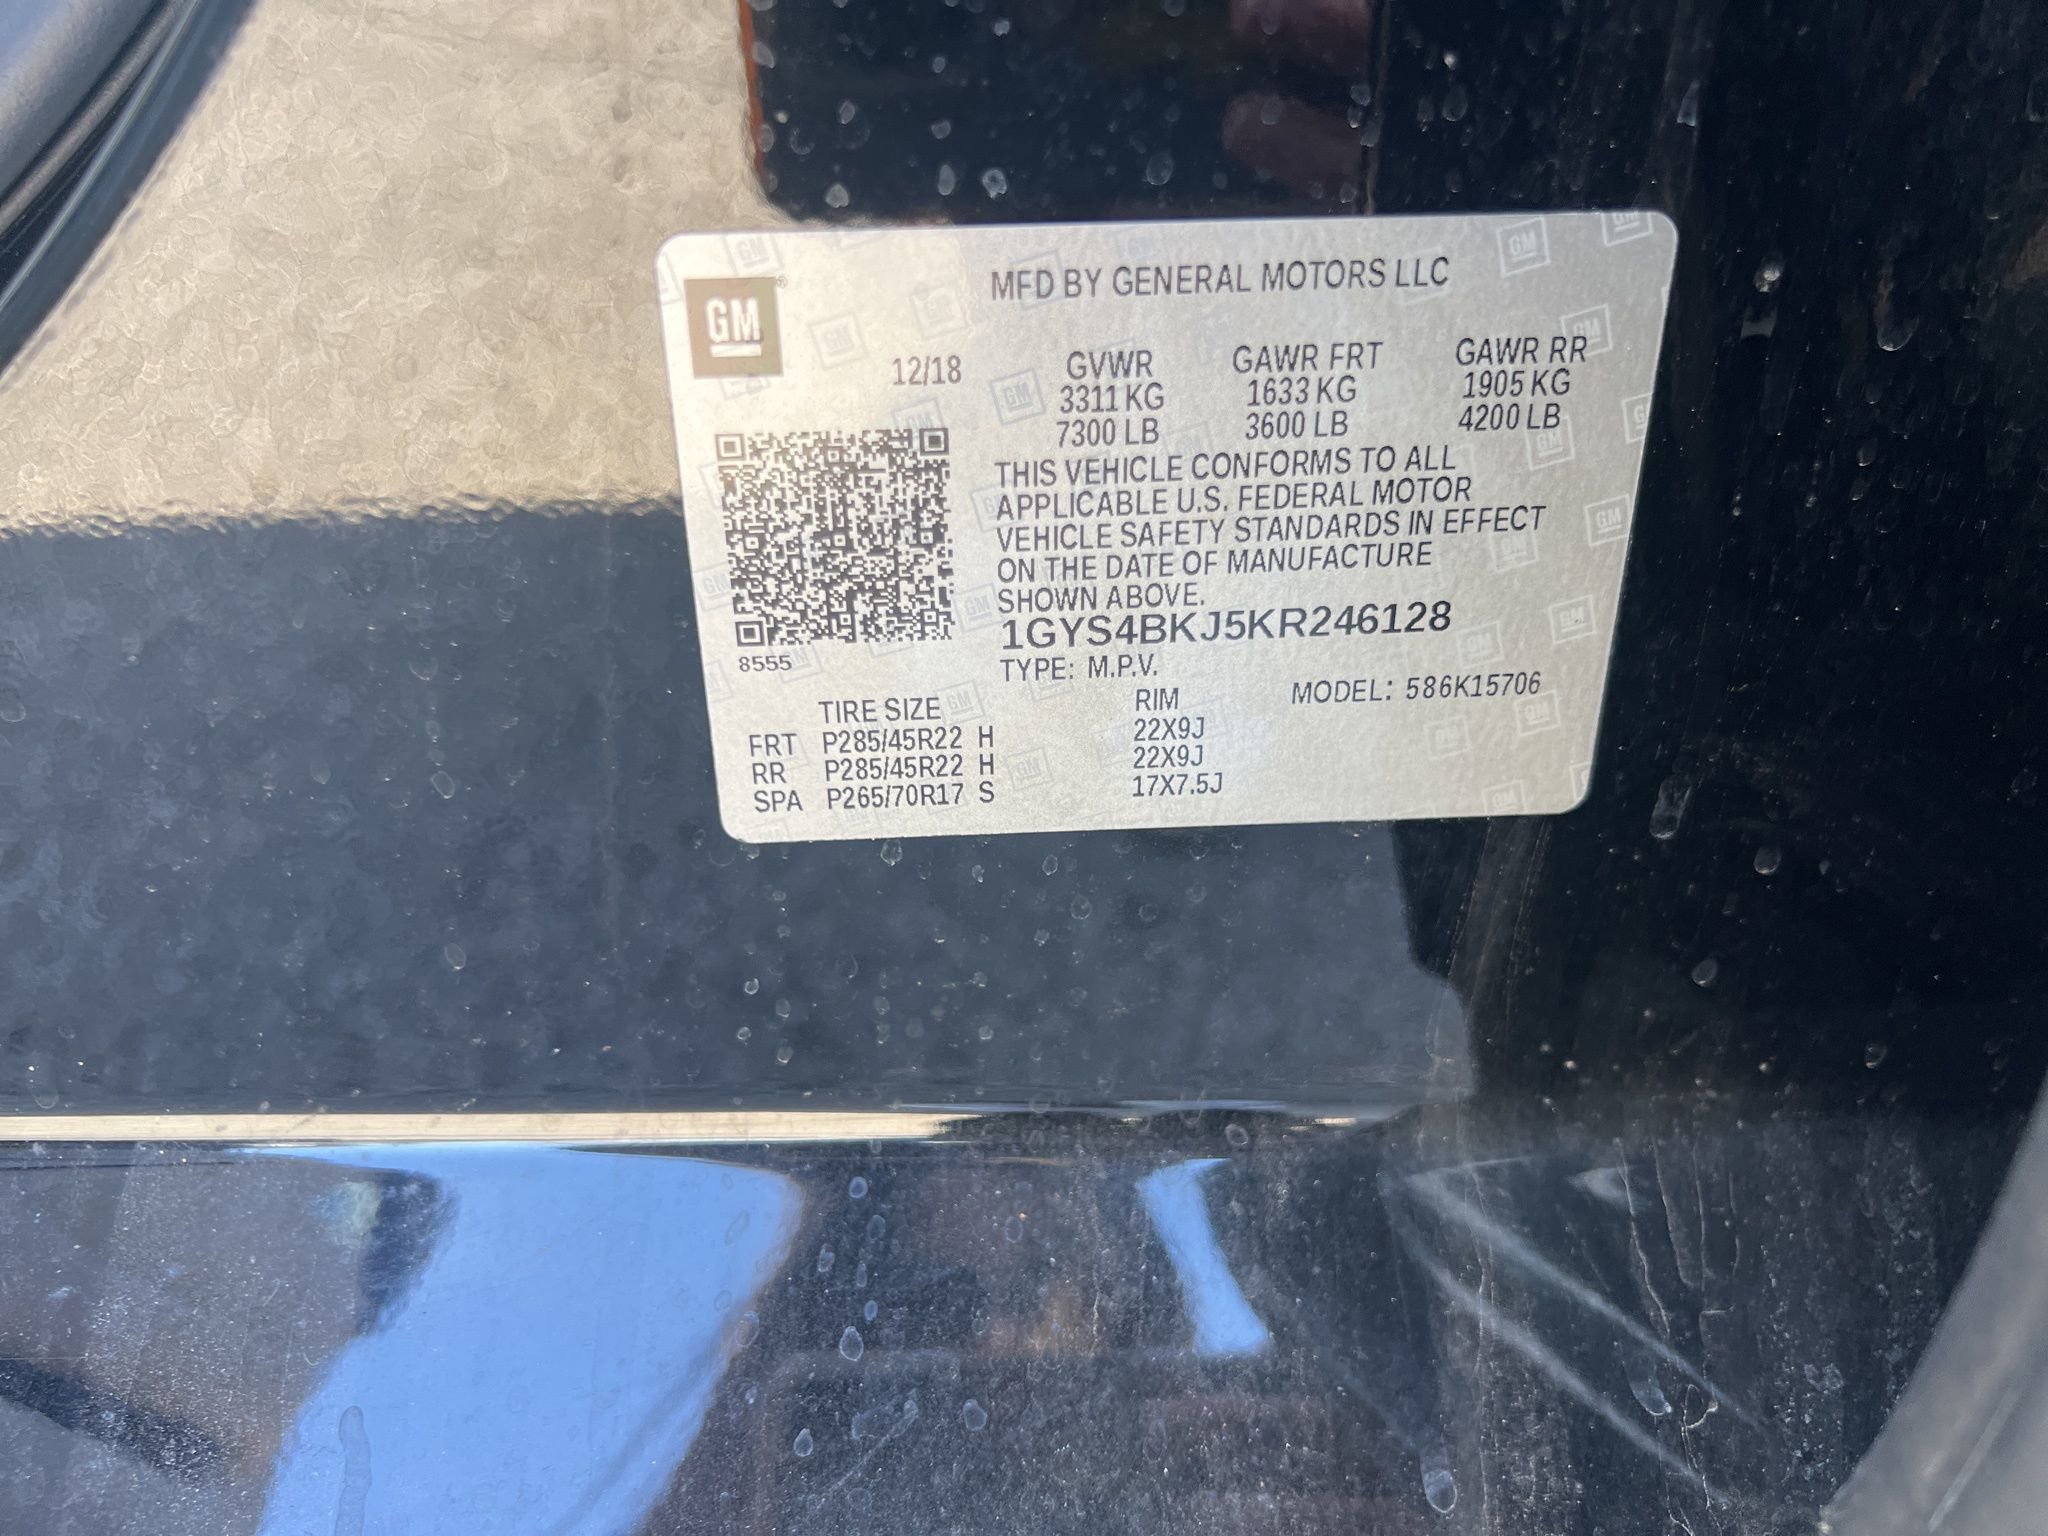 GM
MFD BY GENERAL MOTORS LLC
12/18 GVWR GAWR FRT GAWR RR
3311 KG 1633 KG 1905 KG
7300 LB 3600 LB 4200 LB
THIS VEHICLE CONFORMS TO ALL
APPLICABLE U.S. FEDERAL MOTOR
VEHICLE SAFETY STANDARDS IN EFFECT
ON THE DATE OF MANUFACTURE
SHOWN ABOVE.
1GYS4BKJ5KR246128
8555
TYPE: M.P.V.
MODEL: 586K15706
TIRE SIZE RIM
FRT P285/45R22 H 22X9J
RR P285/45R22 H 22X9J
SPA P265/70R17 S 17X7.5J